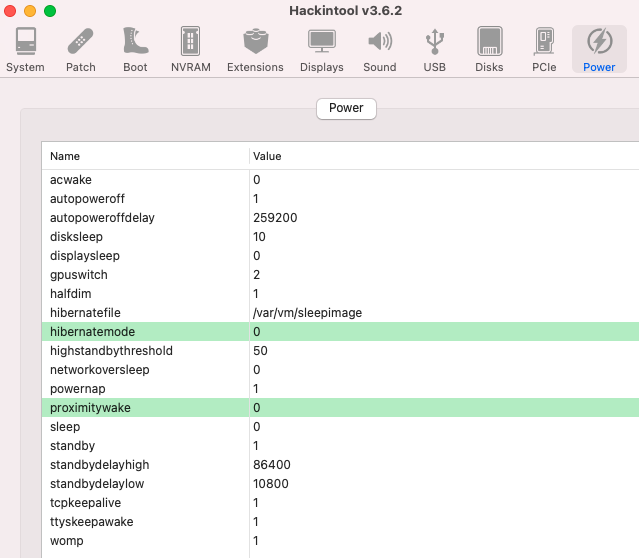 Hackintool v3.6.2
System Patch Boot NVRAM Extensions Displays Sound USB Disks PCIe Power
Power
Name Value
acwake 0
autopoweroff 1
autopoweroffdelay 259200
disksleep 10
displaysleep 0
gpuswitch 2
halfdim 1
hibernatefile /var/vm/sleepimage
hibernatemode 0
highstandbythreshold 50
networkoversleep 0
powernap 1
proximitywake 0
sleep 0
standby 1
standbydelayhigh 86400
standbydelaylow 10800
tcpkeepalive 1
ttyskeepawake 1
womp 1